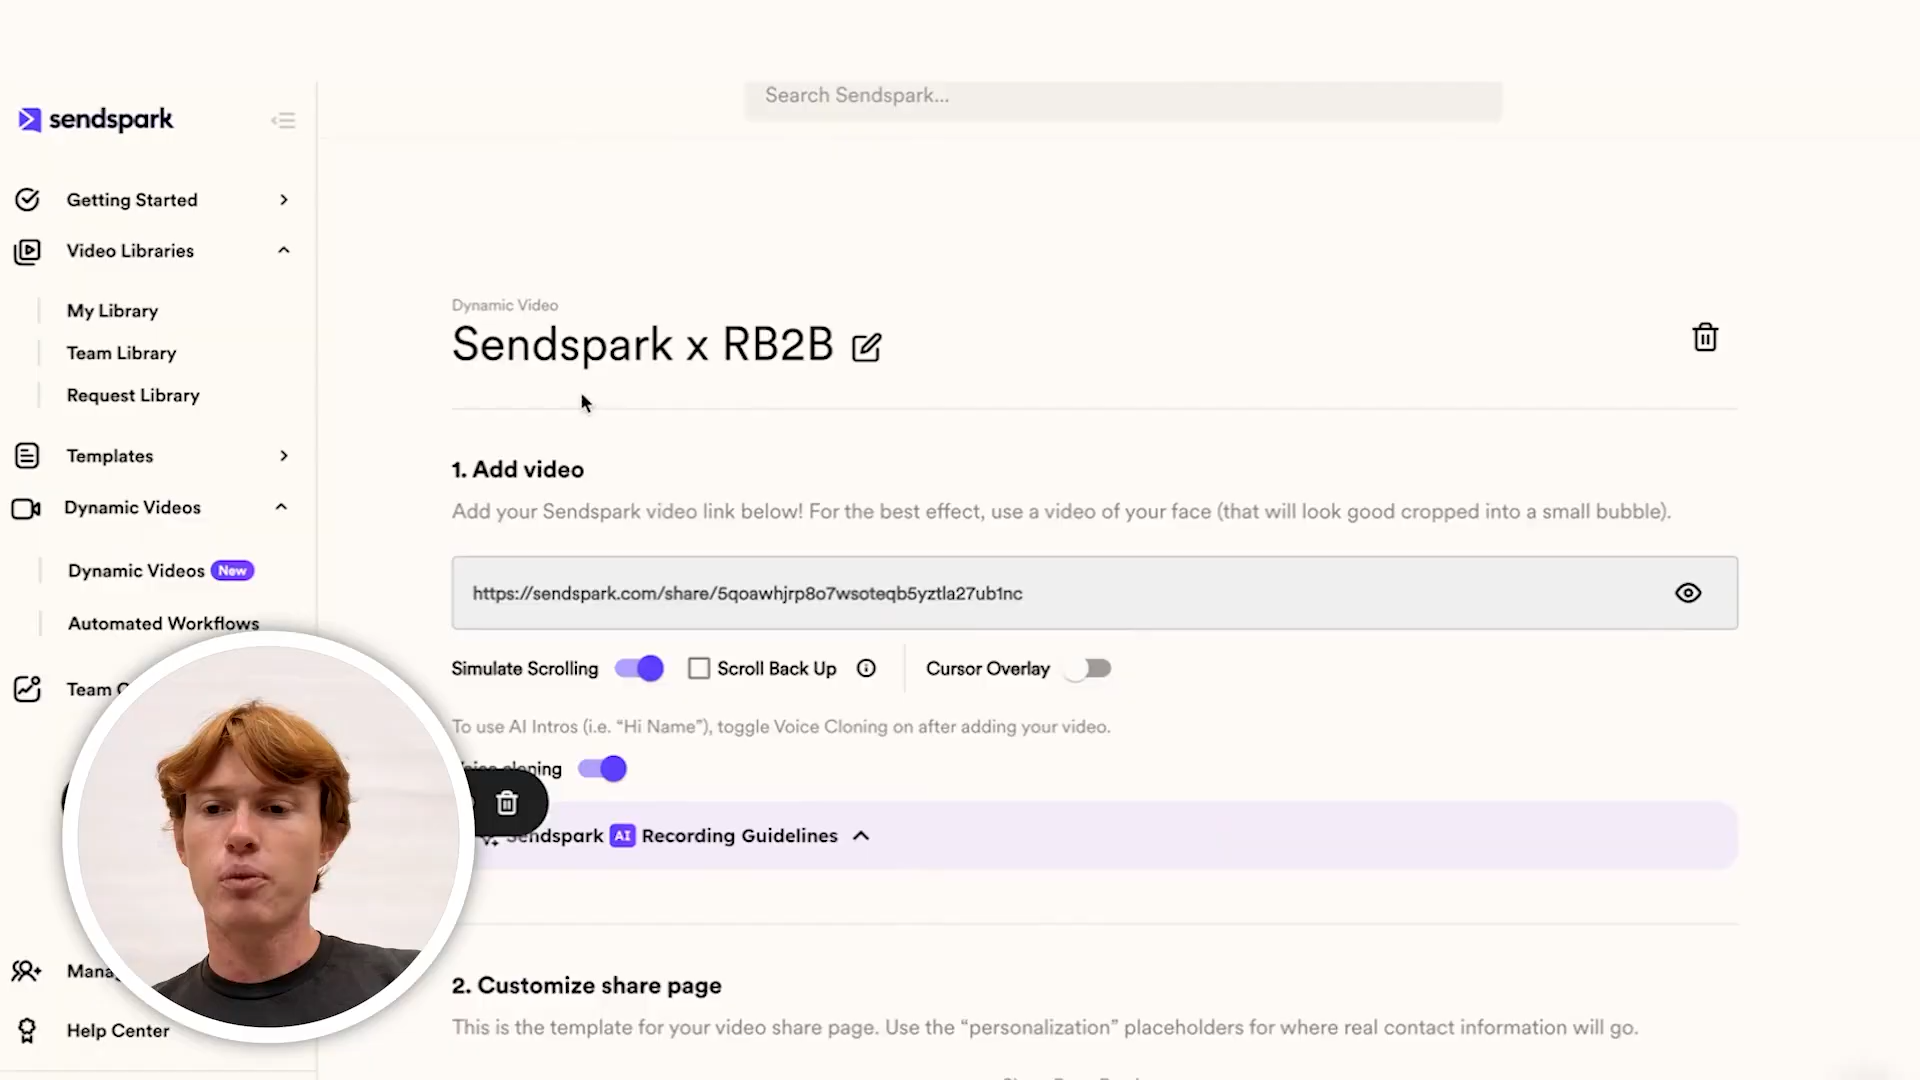 Search Sendspark...
sendspark
Getting Started
Video Libraries
My Library
Team Library
Request Library
Templates
Dynamic Videos
Dynamic Videos New
Automated Workflows
Team
Help Center
Dynamic Video
Sendspark x RB2B
1. Add video
Add your Sendspark video link below! For the best effect, use a video of your face (that will look good cropped into a small bubble).
https://sendspark.com/share/5qoawhjrp8o7wsoteqb5yztla27ub1nc
Simulate Scrolling Scroll Back Up Cursor Overlay
To use AI Intros (i.e. “Hi Name”), toggle Voice Cloning on after adding your video.
Voice cloning
Sendspark AI Recording Guidelines
2. Customize share page
This is the template for your video share page. Use the “personalization” placeholders for where real contact information will go.